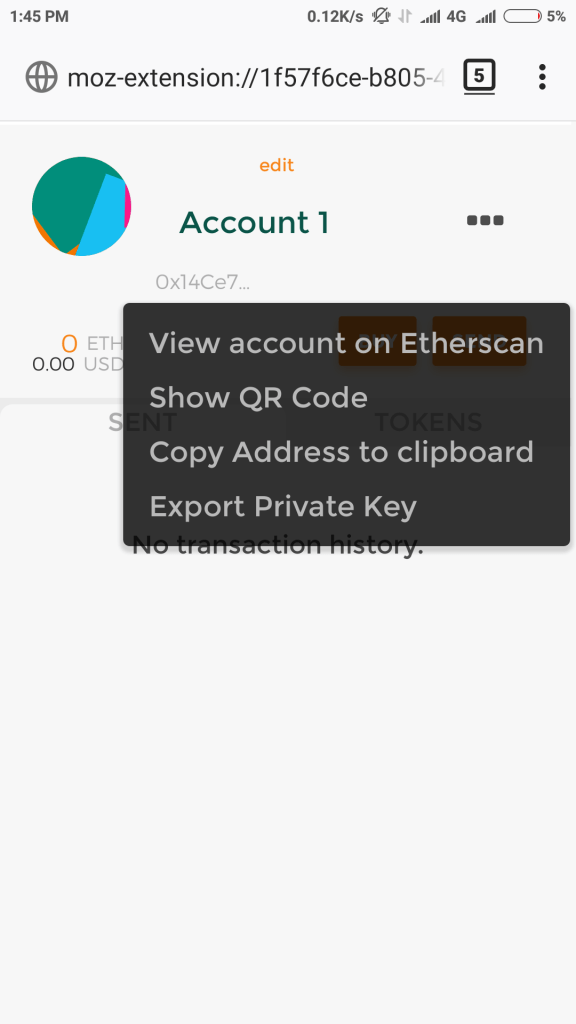 1:45 PM 0.12K/s 4G 5%
moz-extension://1f57f6ce-b805-4 5
edit
Account 1
0x14Ce7...
0 ETH
0.00 USD
View account on Etherscan
Show QR Code
SENT TOKENS
Copy Address to clipboard
Export Private Key
No transaction history.